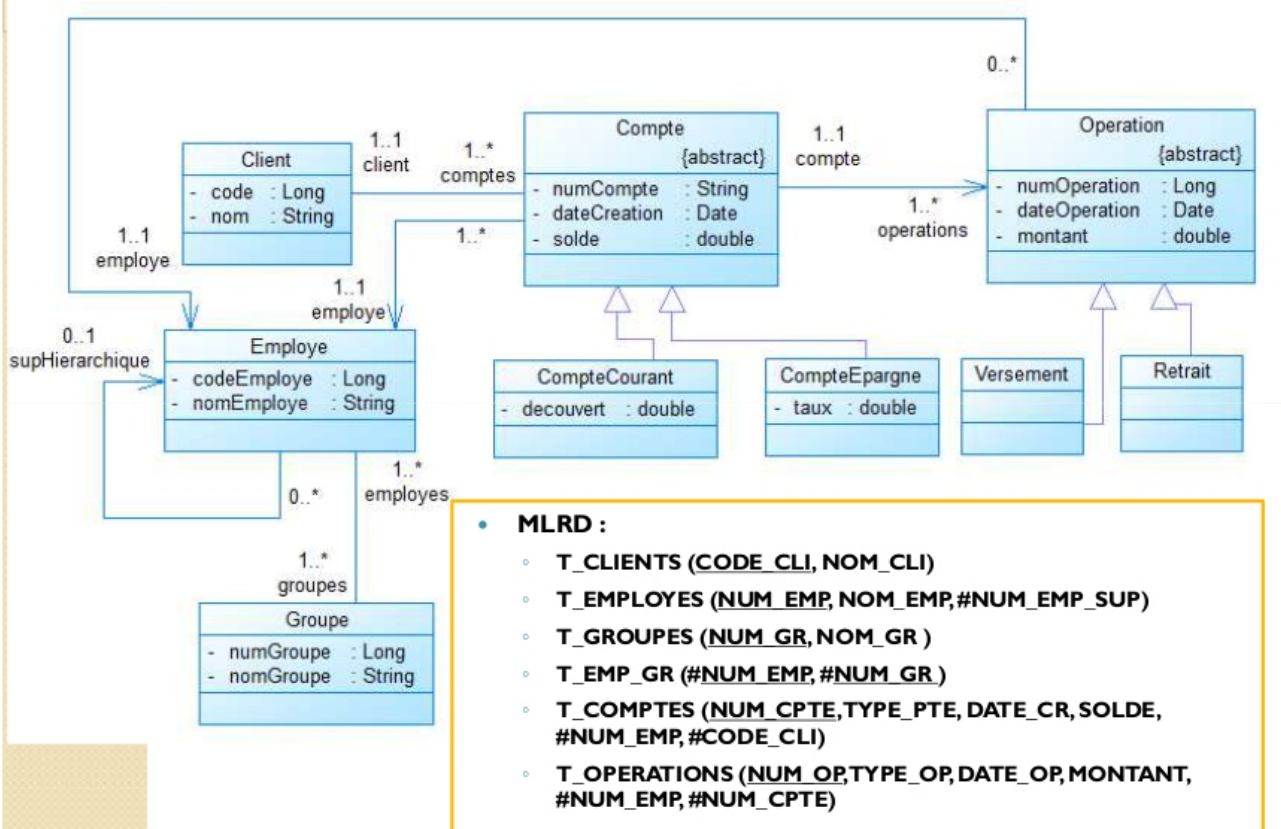 0..*
Compte
{abstract}
- numCompte : String
- dateCreation : Date
- solde : double
Operation
{abstract}
- numOperation : Long
- dateOperation : Date
- montant : double
1..1
client
1..*
comptes
1..1
compte
1..*
operations
Client
- code : Long
- nom : String
1..*
1..1
employe
1..1
employe
0..1
supHierarchique
Employe
- codeEmploye : Long
- nomEmploye : String
CompteCourant
- decouvert : double
CompteEpargne
- taux : double
Versement
Retrait
0..*
1..*
employes
1..*
groupes
Groupe
- numGroupe : Long
- nomGroupe : String
• MLRD :
◦ T_CLIENTS (CODE_CLI, NOM_CLI)
◦ T_EMPLOYES (NUM_EMP, NOM_EMP, #NUM_EMP_SUP)
◦ T_GROUPES (NUM_GR, NOM_GR )
◦ T_EMP_GR (#NUM_EMP, #NUM_GR )
◦ T_COMPTES (NUM_CPTE,TYPE_PTE, DATE_CR, SOLDE,
#NUM_EMP, #CODE_CLI)
◦ T_OPERATIONS (NUM_OP,TYPE_OP, DATE_OP, MONTANT,
#NUM_EMP, #NUM_CPTE)